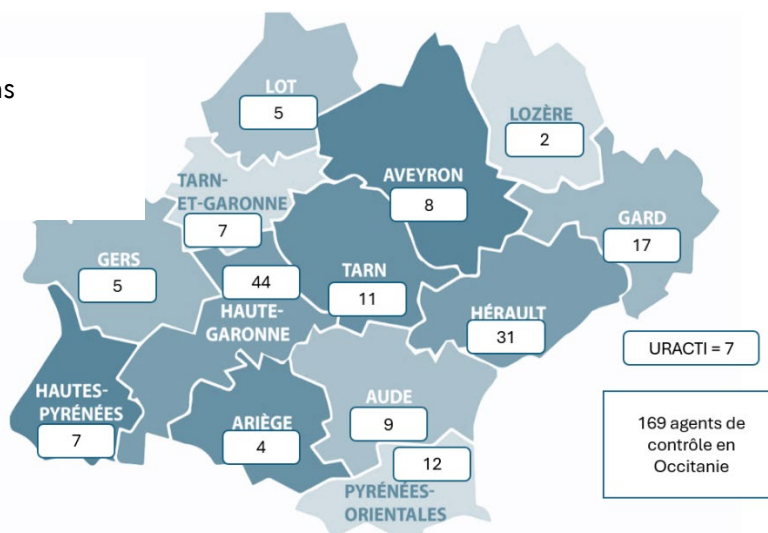 LOT
5
LOZÈRE
2
TARN-
ET-GARONNE
7
AVEYRON
8
GARD
17
GERS
5
44
HAUTE-
GARONNE
TARN
11
HÉRAULT
31
URACTI = 7
HAUTES-
PYRÉNÉES
7
ARIÈGE
4
AUDE
9
12
PYRÉNÉES-
ORIENTALES
169 agents de
contrôle en
Occitanie